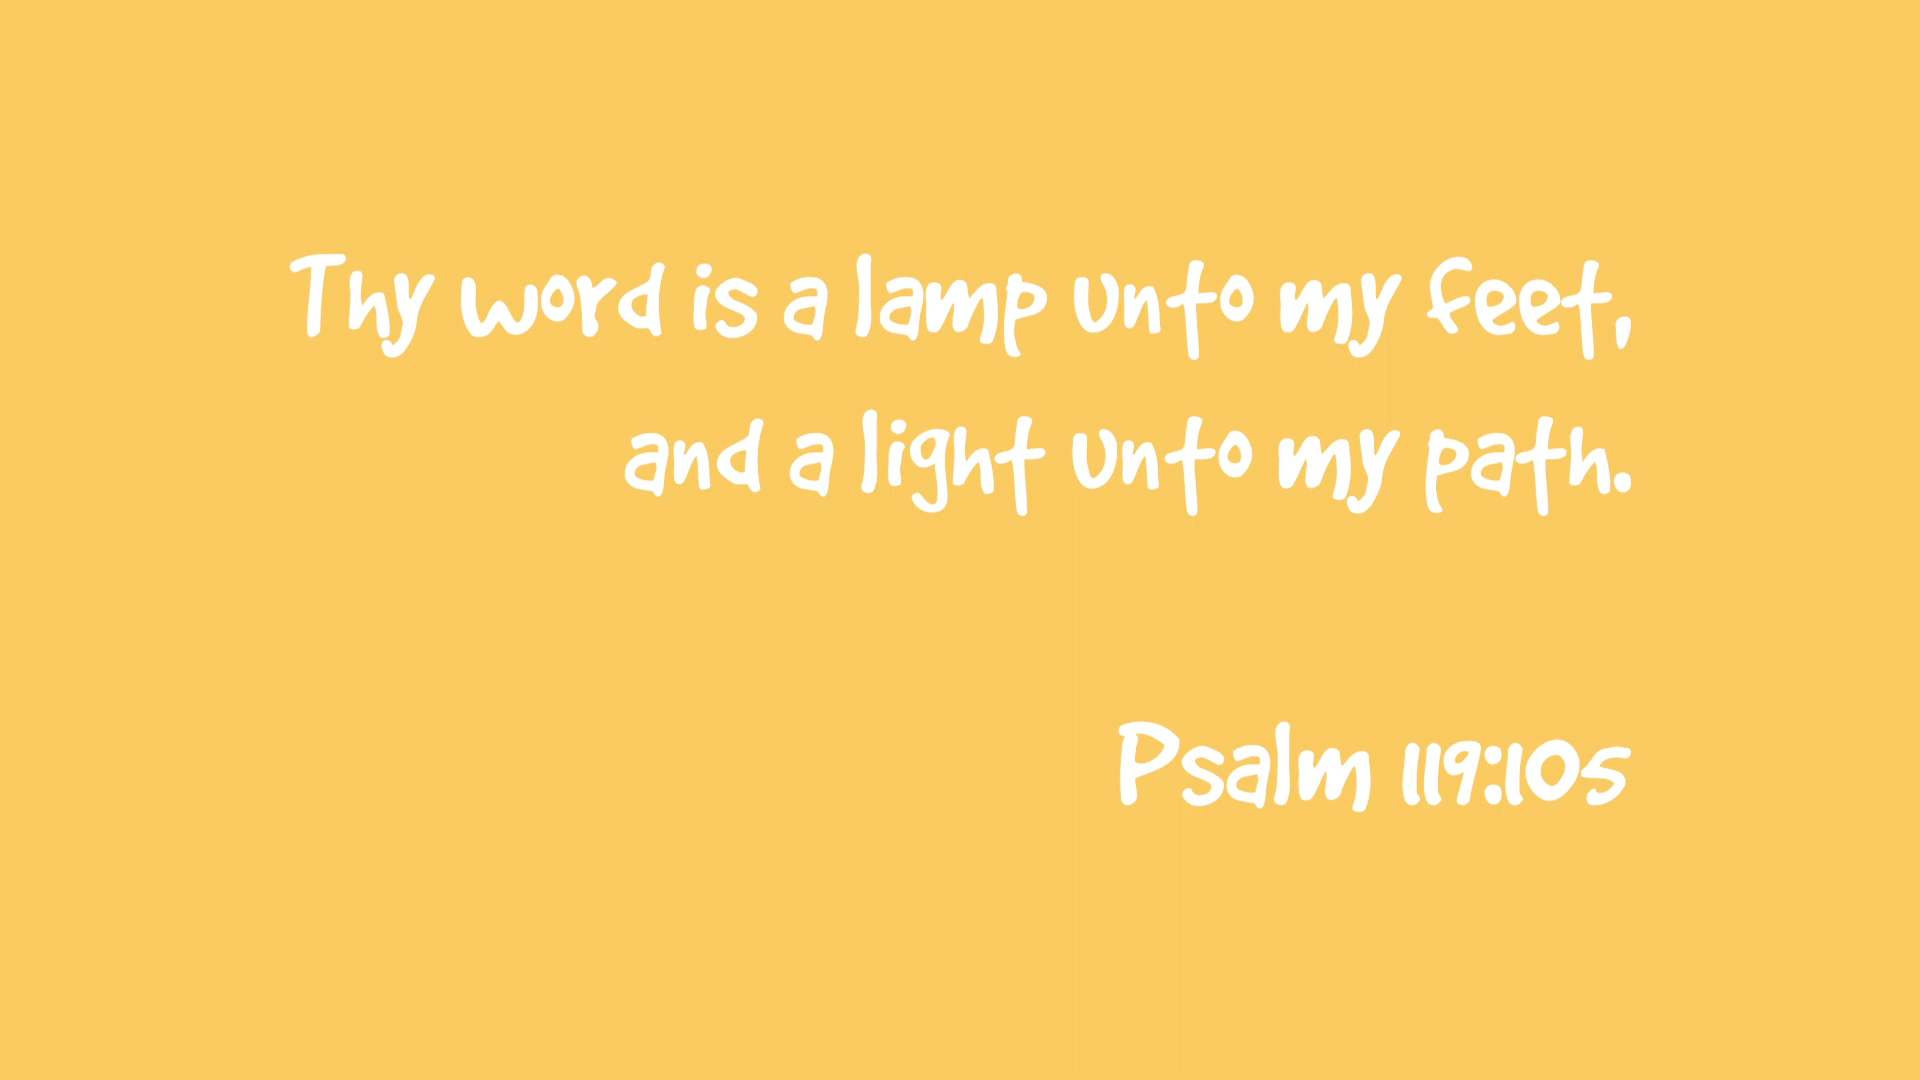 Thy word is a lamp unto my feet,
and a light unto my path.
Psalm 119:105